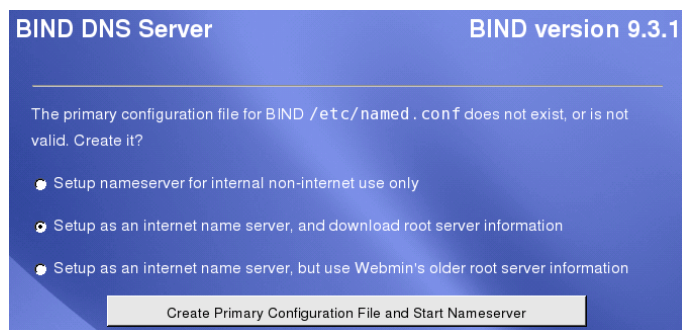 BIND DNS Server
BIND version 9.3.1
The primary configuration file for BIND /etc/named.conf does not exist, or is not
valid. Create it?
Setup nameserver for internal non-internet use only
Setup as an internet name server, and download root server information
Setup as an internet name server, but use Webmin's older root server information
Create Primary Configuration File and Start Nameserver